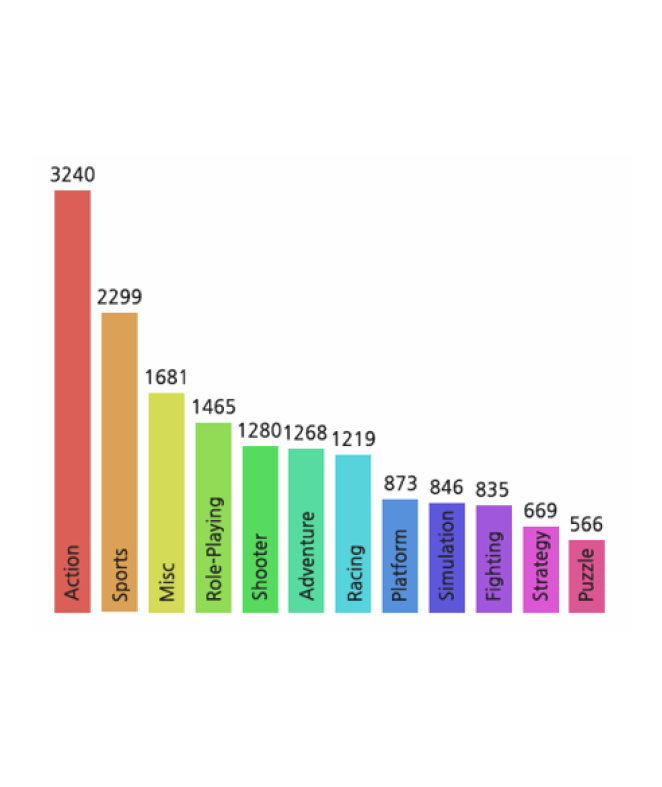 3240
2299
1681
1465
1280
1268
1219
873
846
835
669
566
Action
Sports
Misc
Role-Playing
Shooter
Adventure
Racing
Platform
Simulation
Fighting
Strategy
Puzzle